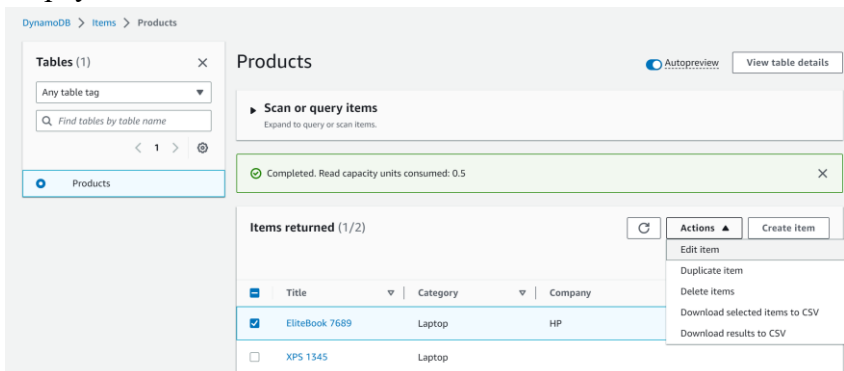 DynamoDB > Items > Products
Tables (1)
Any table tag
Find tables by table name
< 1 >
Products
Products
Autopreview
View table details
Scan or query items
Expand to query or scan items.
Completed. Read capacity units consumed: 0.5
Items returned (1/2)
Actions
Create item
Edit item
Duplicate item
Delete items
Download selected items to CSV
Download results to CSV
Title
Category
Company
EliteBook 7689
Laptop
HP
XPS 1345
Laptop